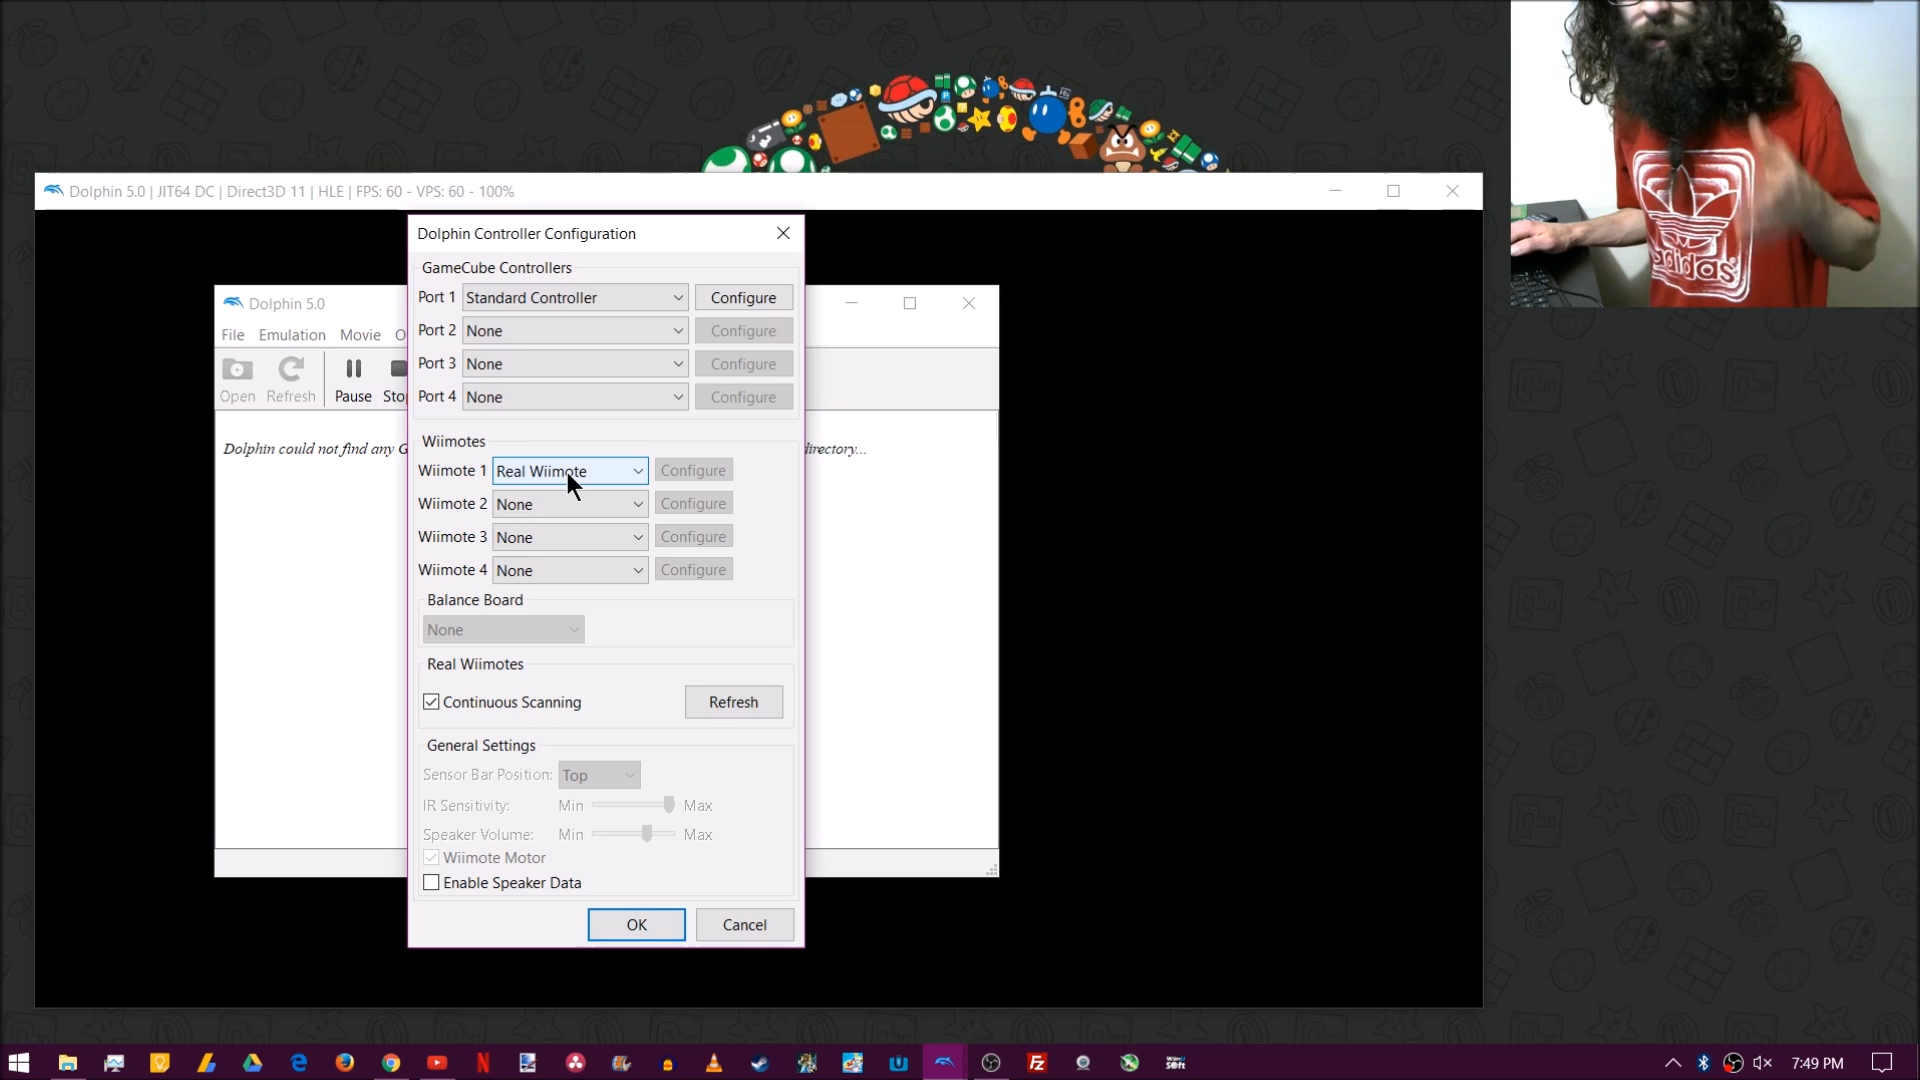 Dolphin 5.0 | JIT64 DC | Direct3D 11 | HLE | FPS: 60 - VPS: 60 - 100%
Dolphin Controller Configuration
GameCube Controllers
Port 1 Standard Controller Configure
Port 2 None Configure
Port 3 None Configure
Port 4 None Configure
Dolphin 5.0
File Emulation Movie O
Open Refresh Pause Stop
Dolphin could not find any G
directory...
Wiimotes
Wiimote 1 Real Wiimote Configure
Wiimote 2 None Configure
Wiimote 3 None Configure
Wiimote 4 None Configure
Balance Board
None
Real Wiimotes
Continuous Scanning Refresh
General Settings
Sensor Bar Position: Top
IR Sensitivity: Min Max
Speaker Volume: Min Max
Wiimote Motor
Enable Speaker Data
OK Cancel
adidas
7:49 PM